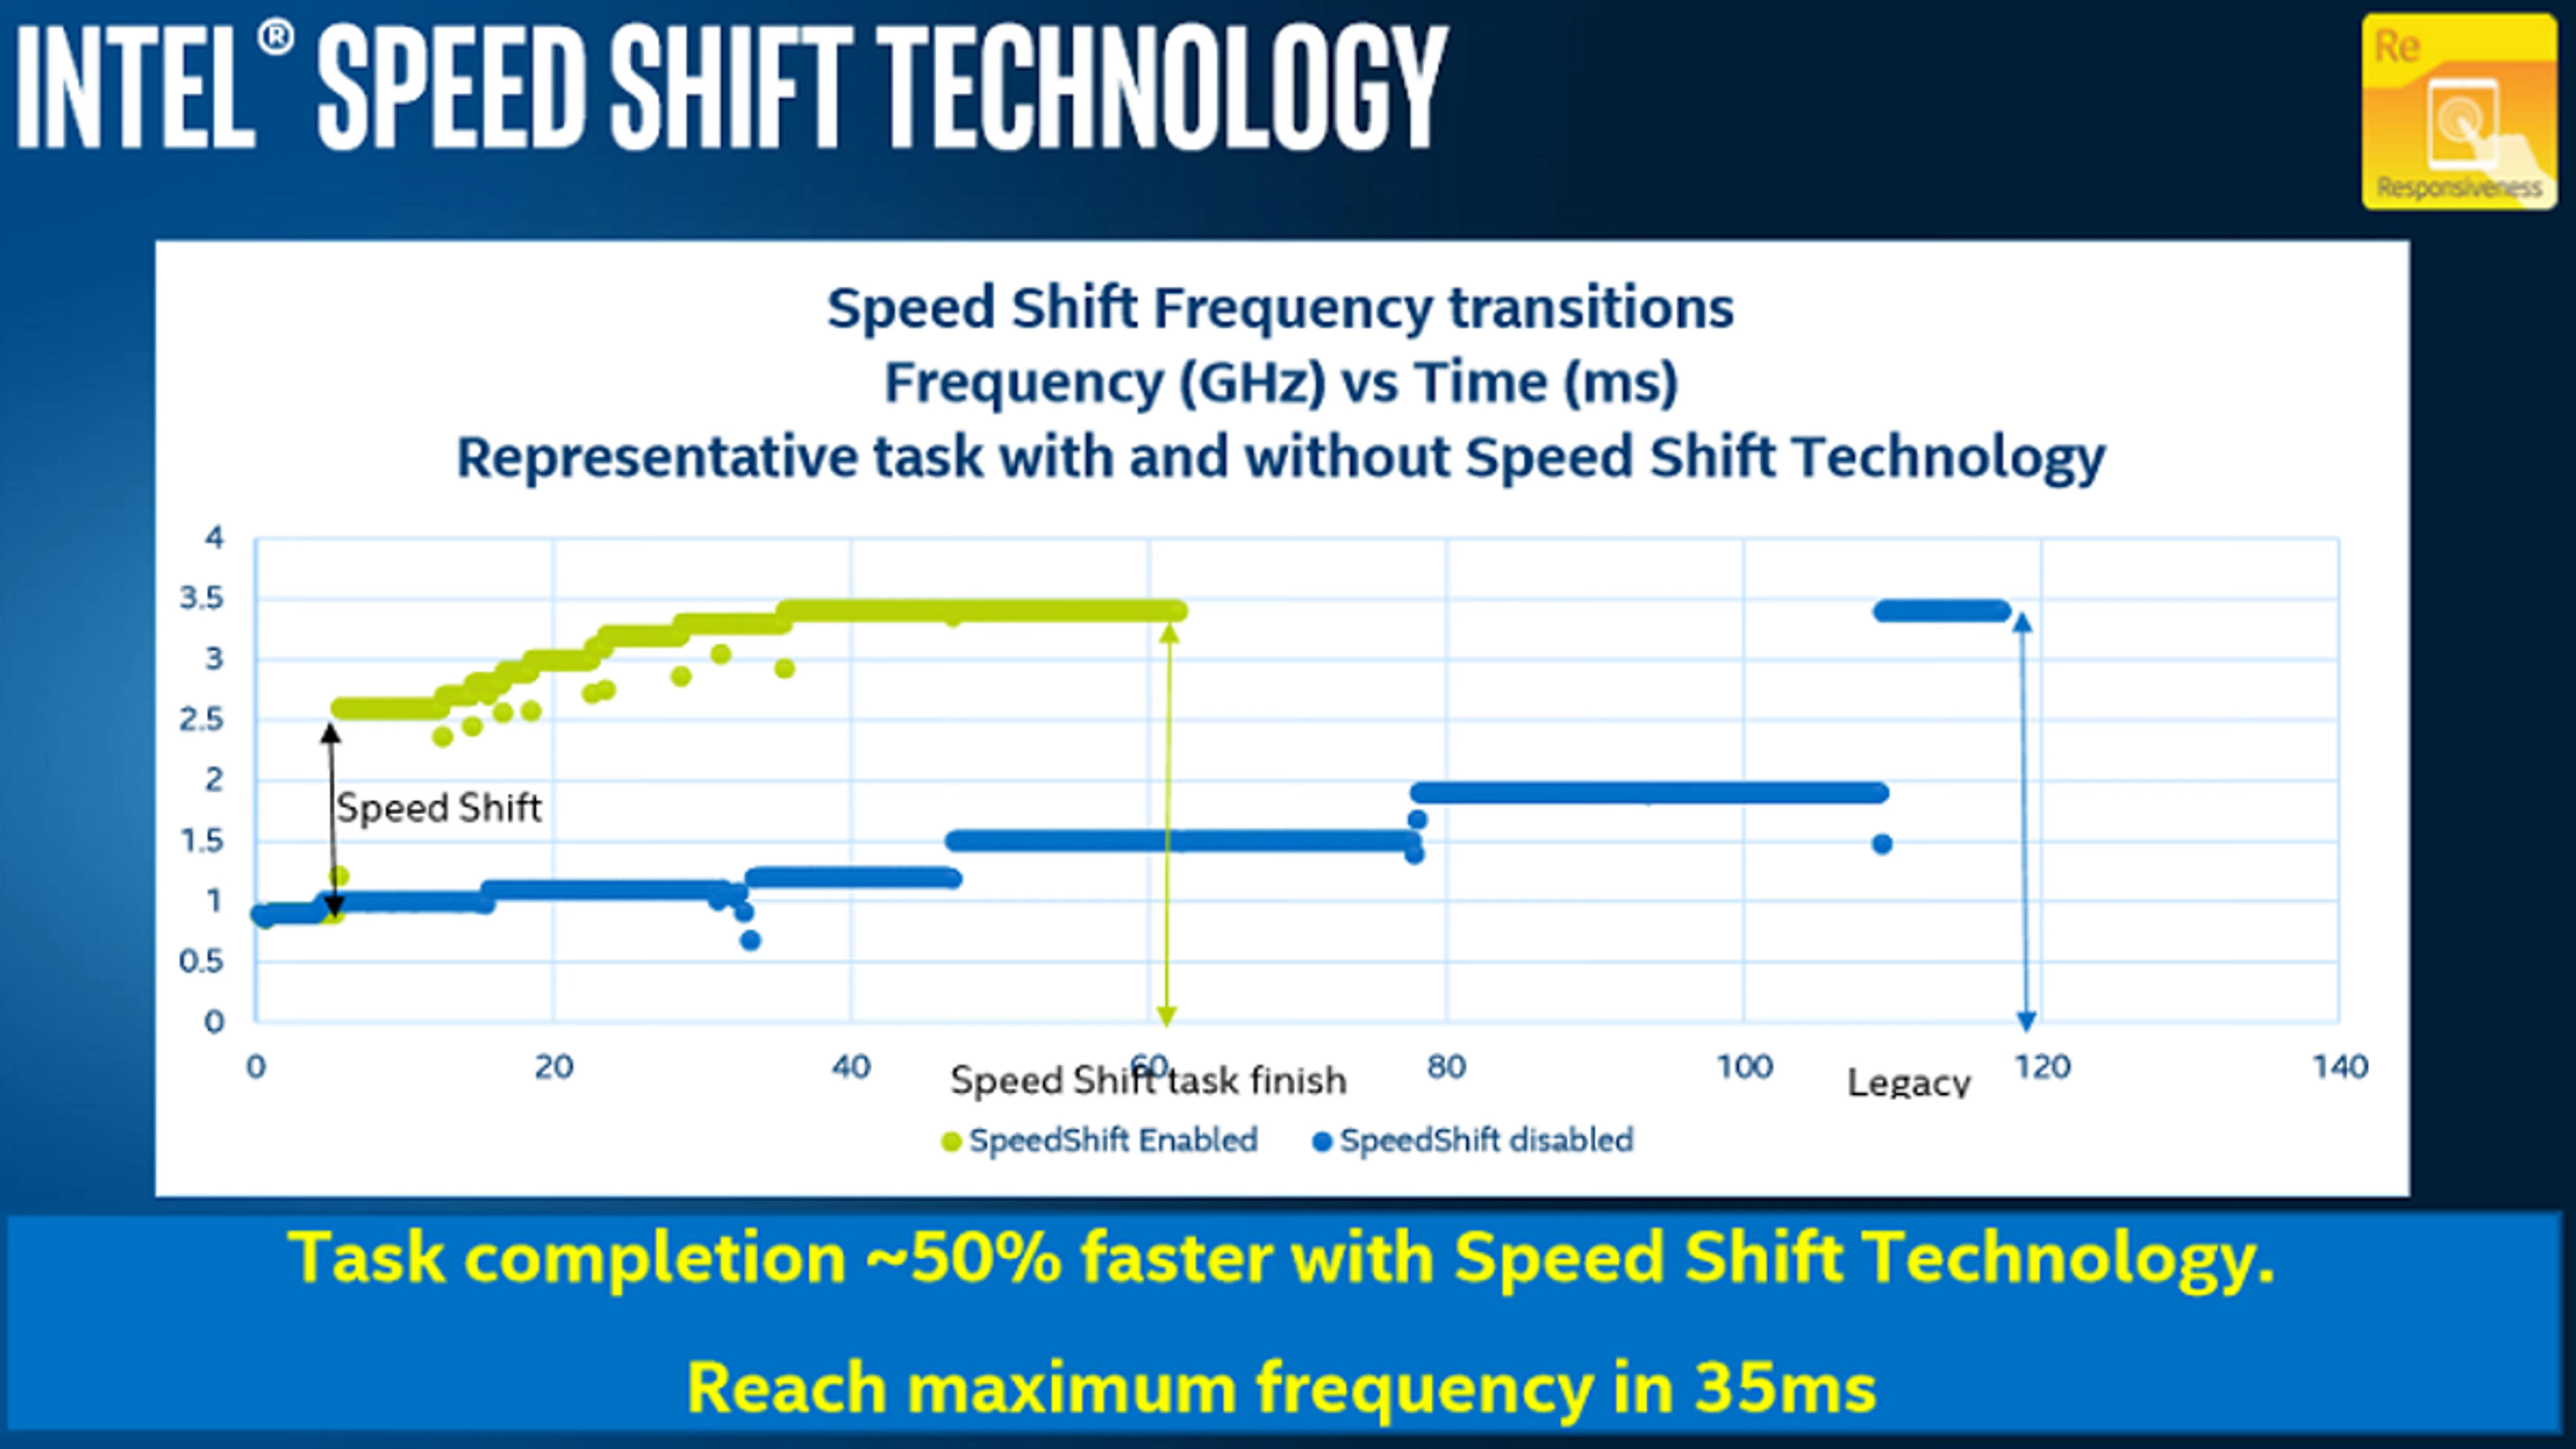 INTEL® SPEED SHIFT TECHNOLOGY
Re
Responsiveness
Speed Shift Frequency transitions
Frequency (GHz) vs Time (ms)
Representative task with and without Speed Shift Technology
4
3.5
3
2.5
2
1.5
1
0.5
0
Speed Shift
0 20 40 60 80 100 120 140
Speed Shift task finish
Legacy
SpeedShift Enabled SpeedShift disabled
Task completion ~50% faster with Speed Shift Technology.
Reach maximum frequency in 35ms